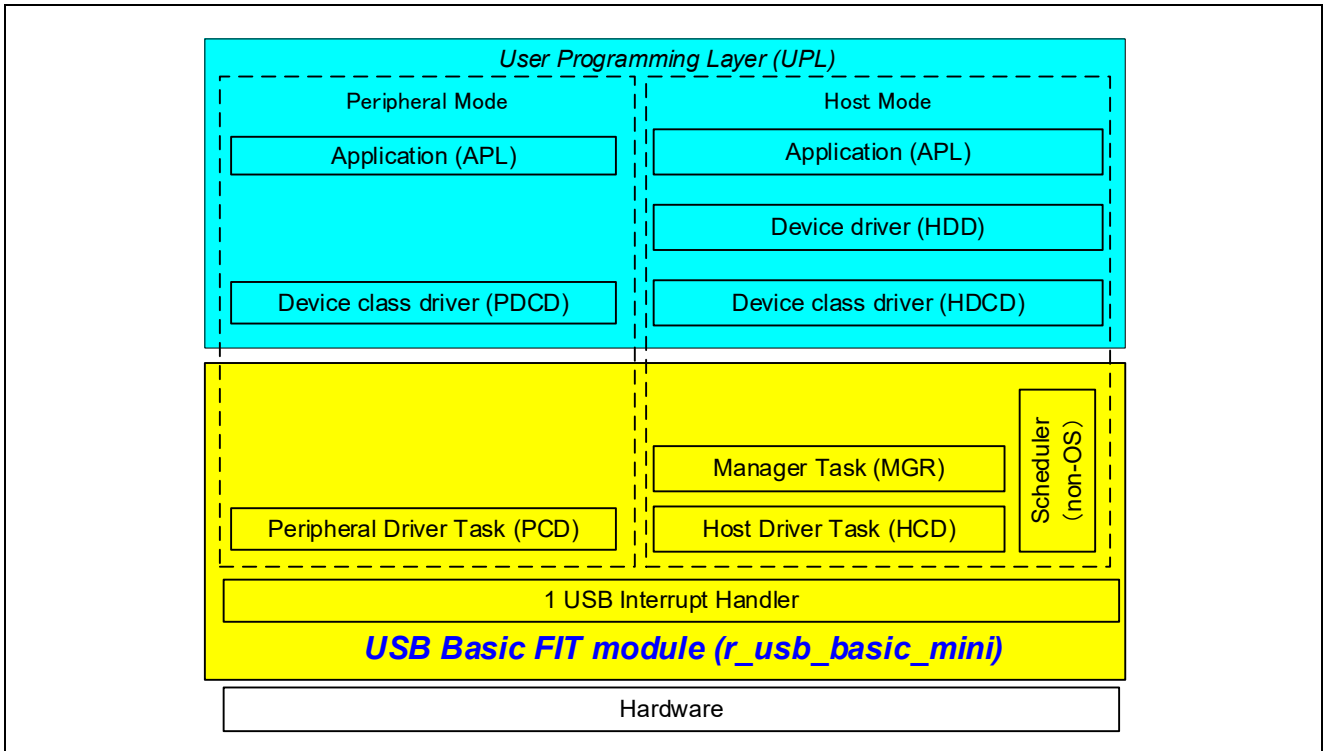 User Programming Layer (UPL)
Peripheral Mode
Host Mode
Application (APL)
Application (APL)
Device driver (HDD)
Device class driver (PDCD)
Device class driver (HDCD)
Manager Task (MGR)
Scheduler
(non-OS)
Peripheral Driver Task (PCD)
Host Driver Task (HCD)
1 USB Interrupt Handler
USB Basic FIT module (r_usb_basic_mini)
Hardware